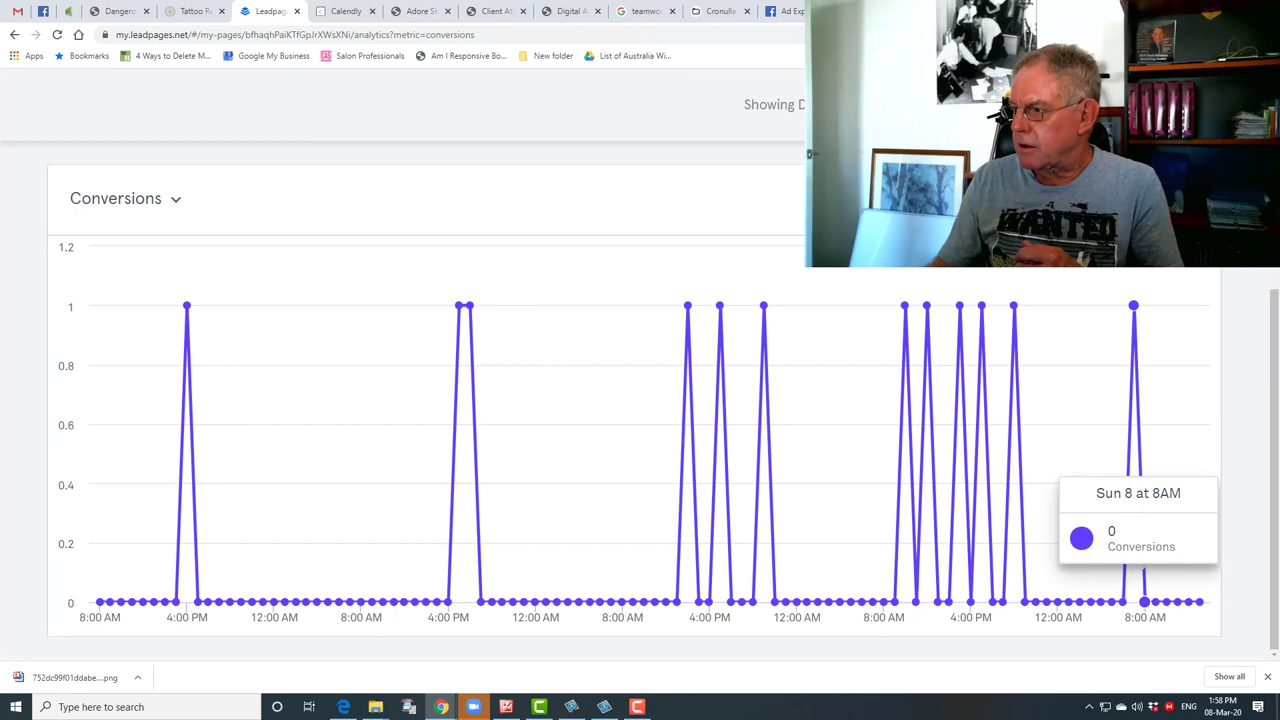 Dangerc
Tattoo R
Leadpag
Calendly
Adore Sk
Client Att
Digital A
teamwo
Cronulla
Ad Exp
my.leadpages.net/#/my-pages/
/analytics?metric=conversions
Apps
Bookmarks
4 Ways to Delete M...
Google My Business
Salon Professionals
All Responsive Bo...
New folder
List of Australia Wi...
Showing D
WANTED
Conversions
1.2
1
0.8
0.6
0.4
0.2
0
Sun 8 at 8AM
0
Conversions
8:00 AM 4:00 PM 12:00 AM 8:00 AM 4:00 PM 12:00 AM 8:00 AM 4:00 PM 12:00 AM 8:00 AM 4:00 PM 12:00 AM 8:00 AM
752dc99f01ddabe....png
Show all
Type here to search
ENG
1:58 PM
08-Mar-20